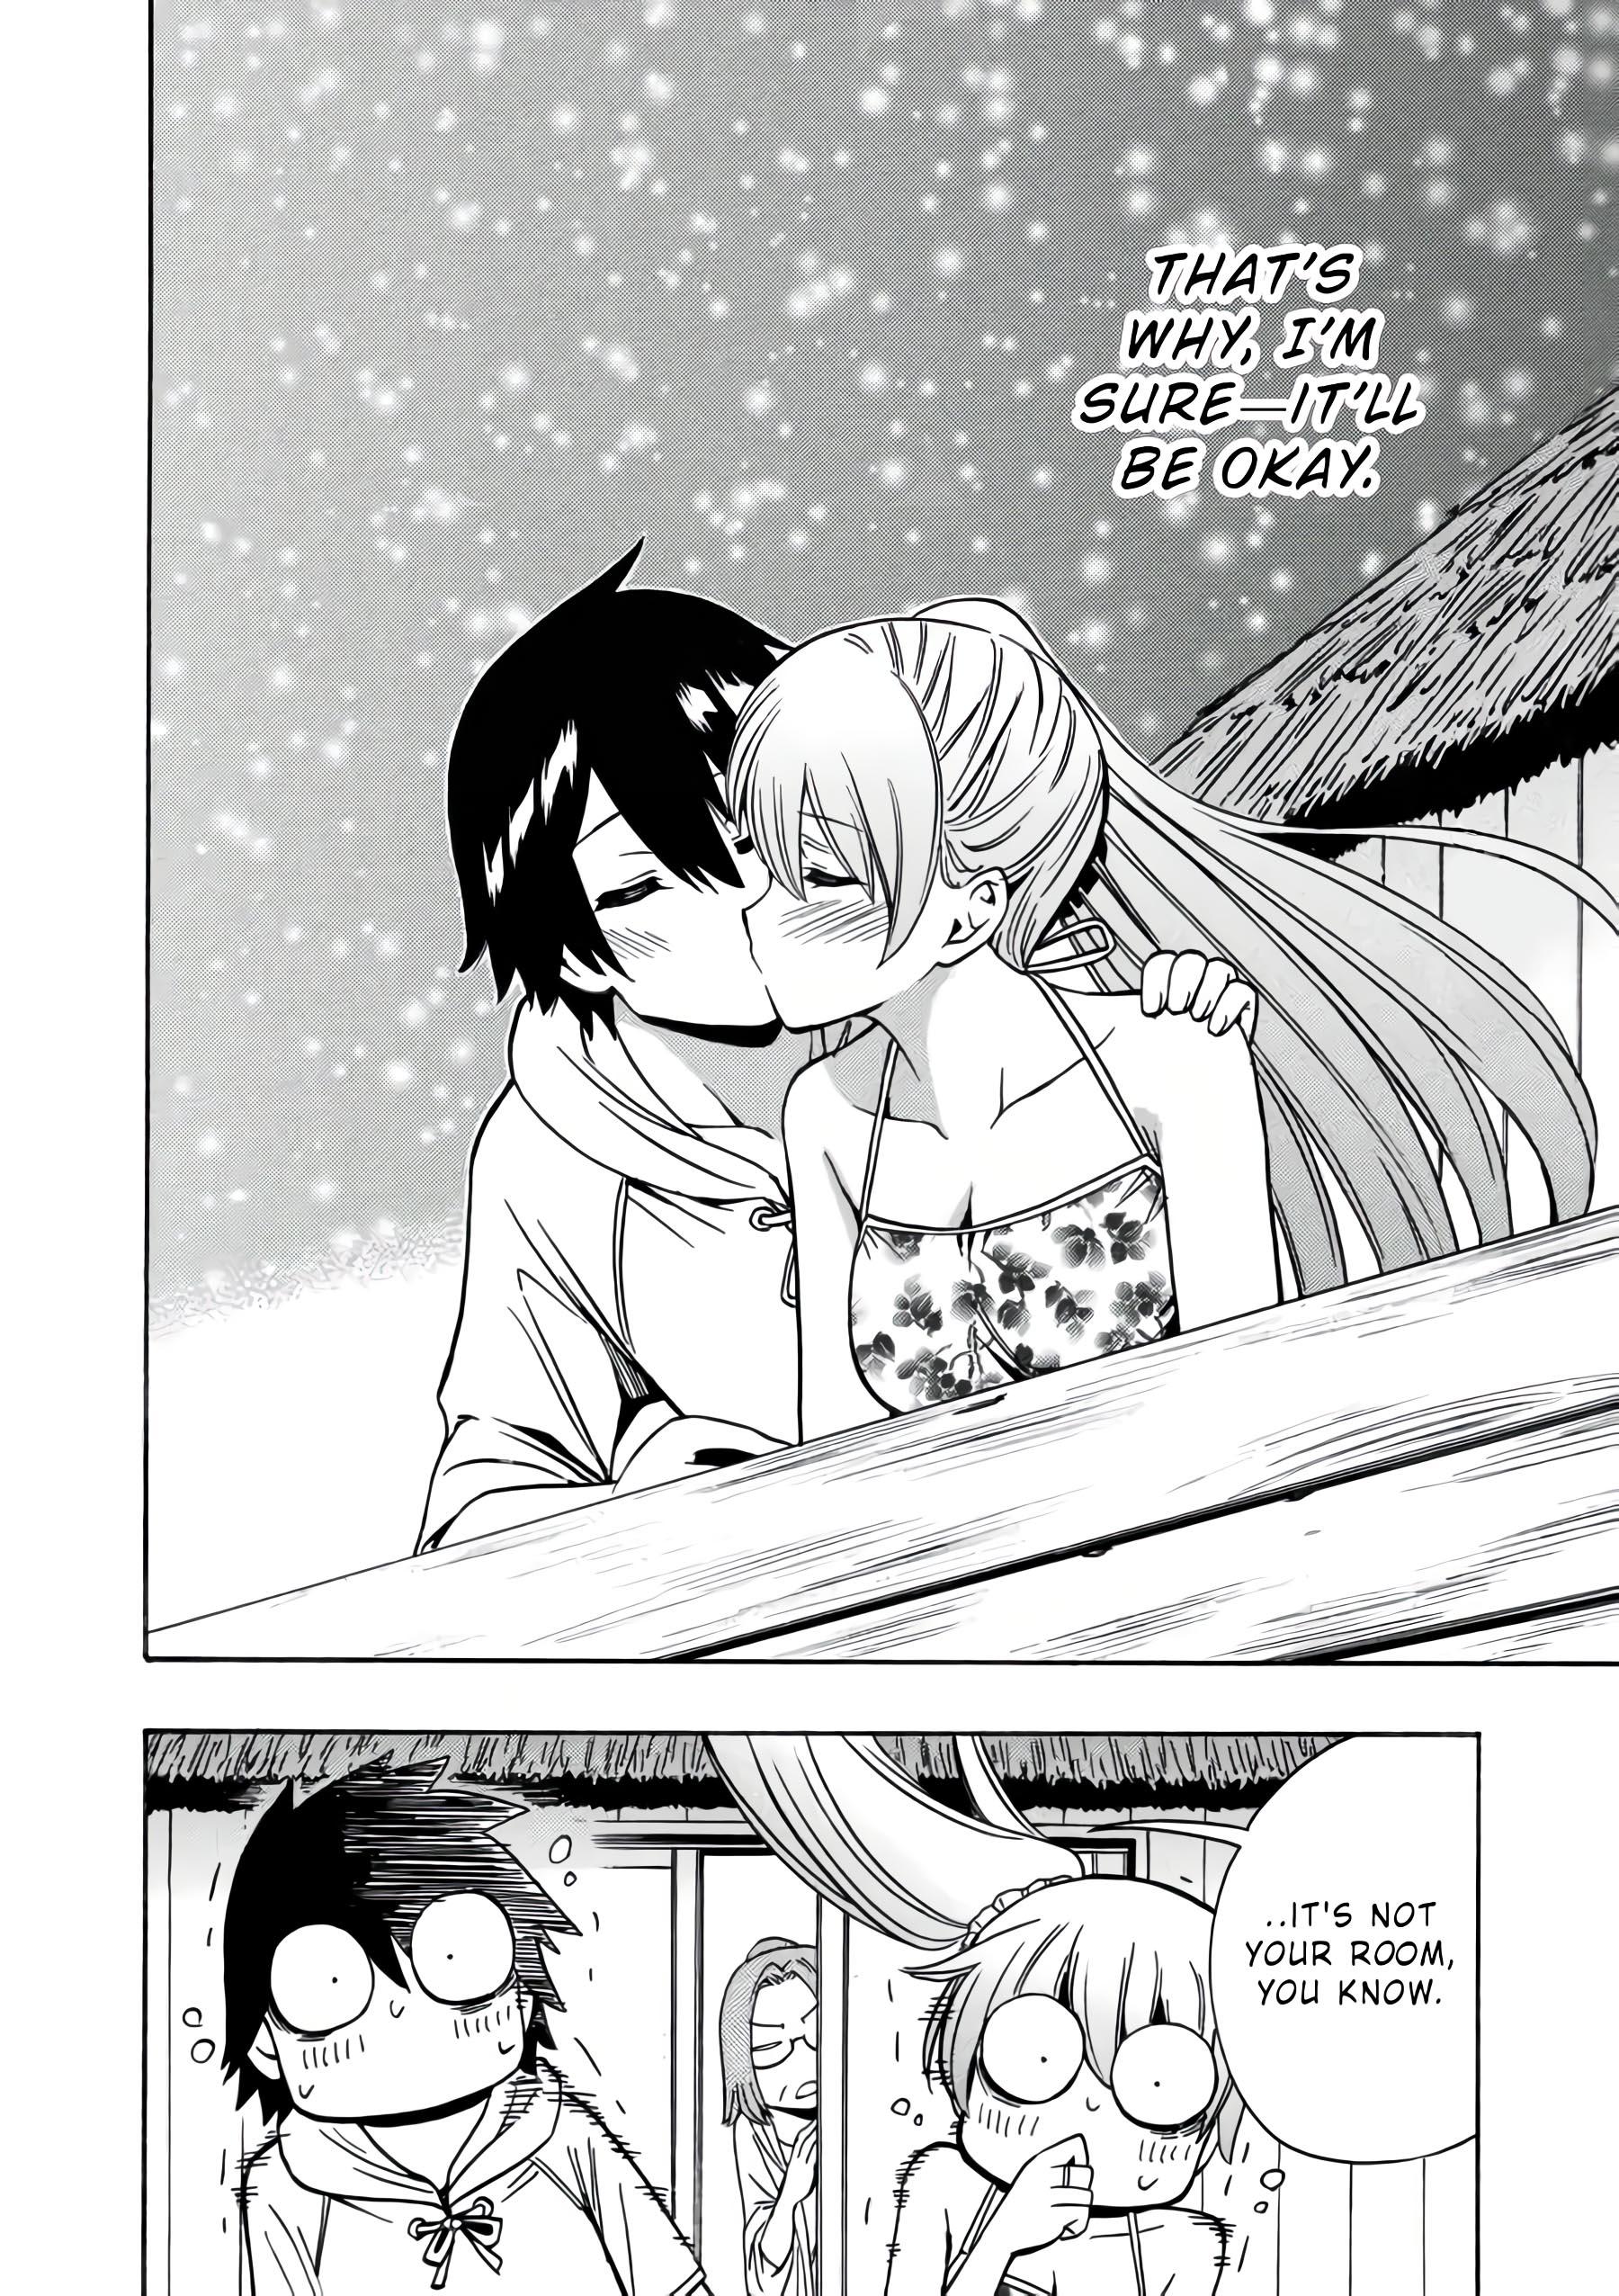 THAT'S
WHY, I'M
SURE—IT'LL
BE OKAY.
..IT'S NOT
YOUR ROOM,
YOU KNOW.